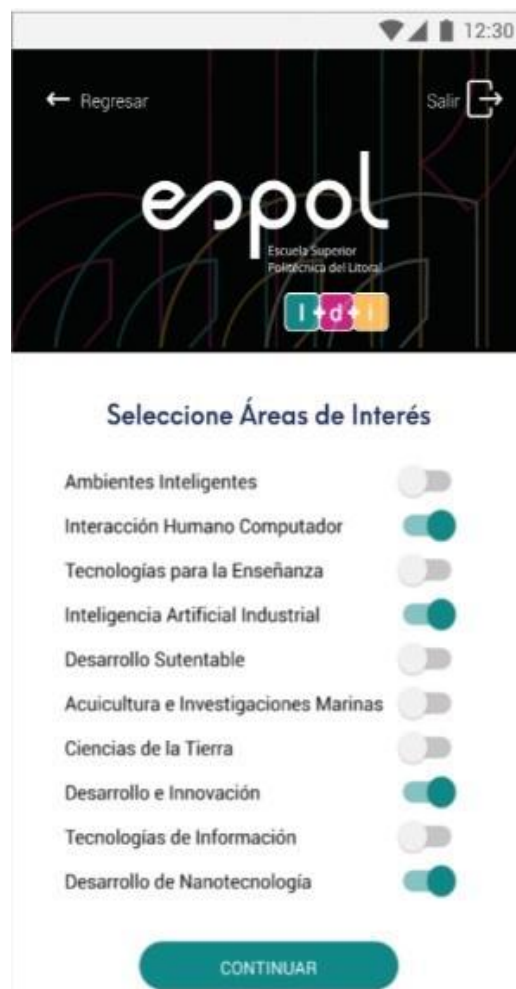 12:30
Regresar
Salir
espol
Escuela Superior
Politécnica del Litoral
I+d+i
Seleccione Áreas de Interés
Ambientes Inteligentes
Interacción Humano Computador
Tecnologías para la Enseñanza
Inteligencia Artificial Industrial
Desarrollo Sutentable
Acuicultura e Investigaciones Marinas
Ciencias de la Tierra
Desarrollo e Innovación
Tecnologías de Información
Desarrollo de Nanotecnología
CONTINUAR